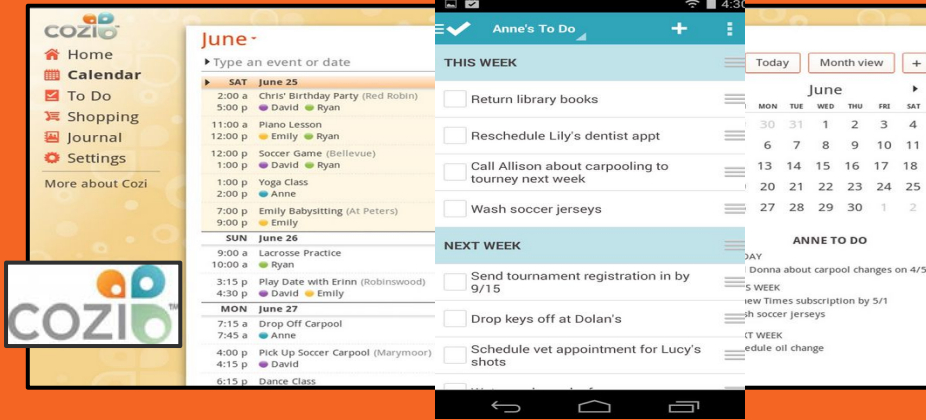 COZI
Home
Calendar
To Do
Shopping
Journal
Settings
More about Cozi
COZI™
June
Type an event or date
SAT June 25
2:00 a Chris' Birthday Party (Red Robin)
5:00 p David Ryan
11:00 a Piano Lesson
12:00 p Emily Ryan
12:00 p Soccer Game (Bellevue)
1:00 p David Ryan
1:00 p Yoga Class
2:00 p Anne
7:00 p Emily Babysitting (At Peters)
9:00 p Emily
SUN June 26
9:00 a Lacrosse Practice
10:00 a Ryan
3:15 p Play Date with Erinn (Robinswood)
4:30 p David Emily
MON June 27
7:15 a Drop Off Carpool
7:45 a Anne
4:00 p Pick Up Soccer Carpool (Marymoor)
4:15 p David
6:15 p Dance Class
4:30
Anne's To Do
THIS WEEK
Return library books
Reschedule Lily's dentist appt
Call Allison about carpooling to
tourney next week
Wash soccer jerseys
NEXT WEEK
Send tournament registration in by
9/15
Drop keys off at Dolan's
Schedule vet appointment for Lucy's
shots
Today Month view +
June
MON TUE WED THU FRI SAT
30 31 1 2 3 4
6 7 8 9 10 11
13 14 15 16 17 18
20 21 22 23 24 25
27 28 29 30 1 2
ANNE TO DO
DAY
Donna about carpool changes on 4/5
S WEEK
ew Times subscription by 5/1
sh soccer jerseys
XT WEEK
edule oil change